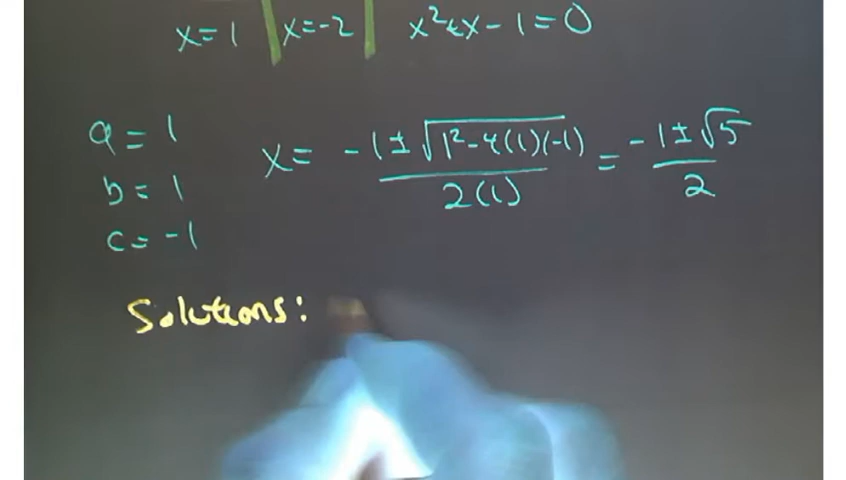 x=1 | x=-2 | x²+x-1=0
a=1 x= -1±√1²-4(1)(-1) / 2(1) = -1±√5 / 2
b=1
c=-1
Solutions: